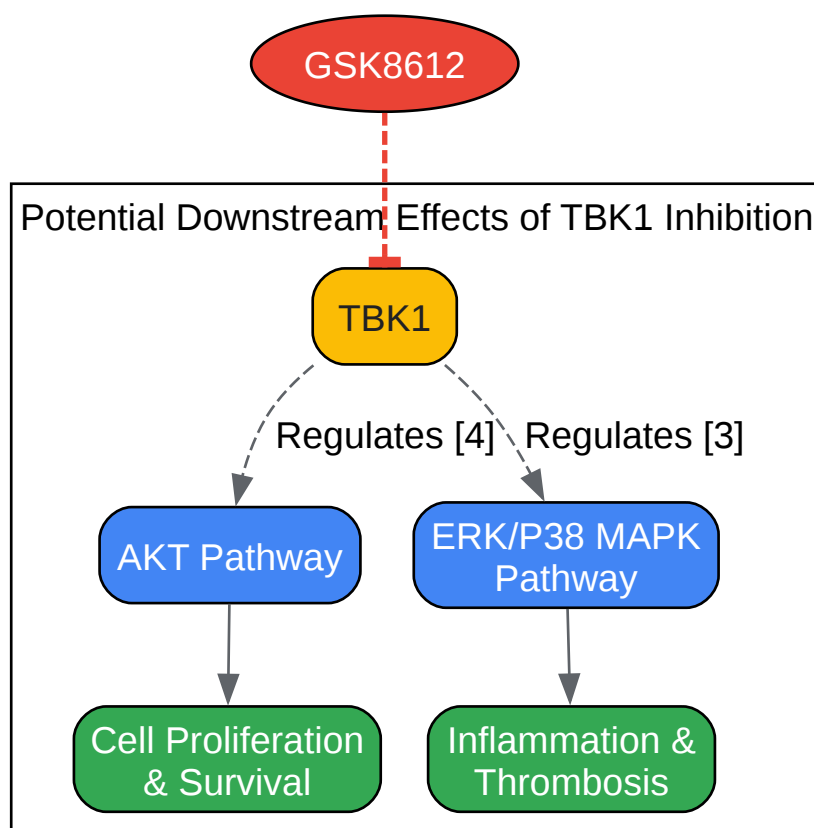 GSK8612
Potential Downstream Effects of TBK1 Inhibition
TBK1
Regulates [4]
Regulates [3]
AKT Pathway
ERK/P38 MAPK
Pathway
Cell Proliferation
& Survival
Inflammation &
Thrombosis